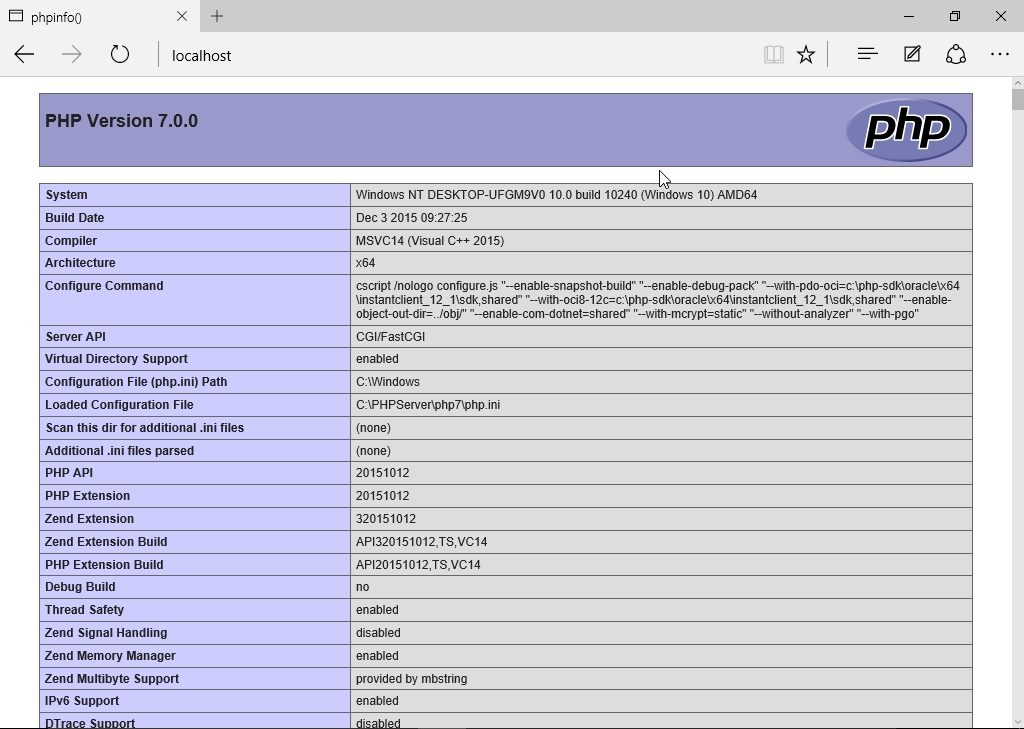 phpinfo()
localhost
PHP Version 7.0.0
php
System Windows NT DESKTOP-UFGM9V0 10.0 build 10240 (Windows 10) AMD64
Build Date Dec 3 2015 09:27:25
Compiler MSVC14 (Visual C++ 2015)
Architecture x64
Configure Command cscript /nologo configure.js "--enable-snapshot-build" "--enable-debug-pack" "--with-pdo-oci=c:\php-sdk\oracle\x64
\instantclient_12_1\sdk,shared" "--with-oci8-12c=c:\php-sdk\oracle\x64\instantclient_12_1\sdk,shared" "--enable-
object-out-dir=../obj/" "--enable-com-dotnet=shared" "--with-mcrypt=static" "--without-analyzer" "--with-pgo"
Server API CGI/FastCGI
Virtual Directory Support enabled
Configuration File (php.ini) Path C:\Windows
Loaded Configuration File C:\PHPServer\php7\php.ini
Scan this dir for additional .ini files (none)
Additional .ini files parsed (none)
PHP API 20151012
PHP Extension 20151012
Zend Extension 320151012
Zend Extension Build API320151012,TS,VC14
PHP Extension Build API20151012,TS,VC14
Debug Build no
Thread Safety enabled
Zend Signal Handling disabled
Zend Memory Manager enabled
Zend Multibyte Support provided by mbstring
IPv6 Support enabled
DTrace Support disabled